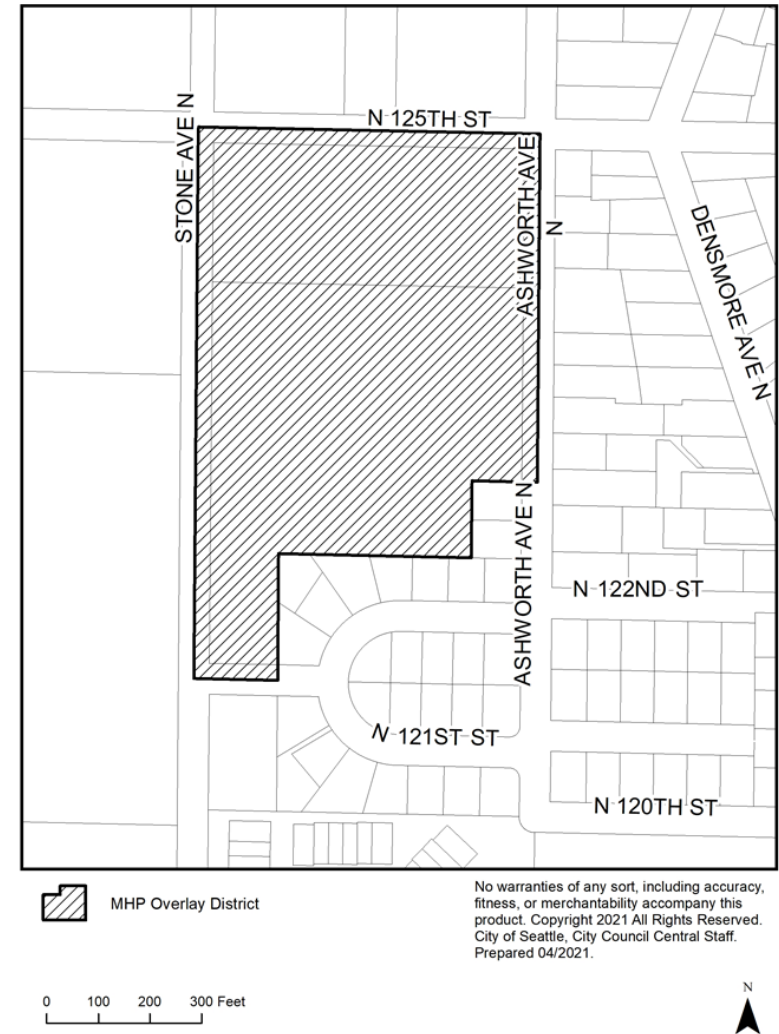 N 125TH ST
STONE AVE N
ASHWORTH AVE
N
DENSMORE AVE N
ASHWORTH AVE N
N 122ND ST
N 121ST ST
N 120TH ST
MHP Overlay District
No warranties of any sort, including accuracy,
fitness, or merchantability accompany this
product. Copyright 2021 All Rights Reserved.
City of Seattle, City Council Central Staff.
Prepared 04/2021.
0 100 200 300 Feet
N